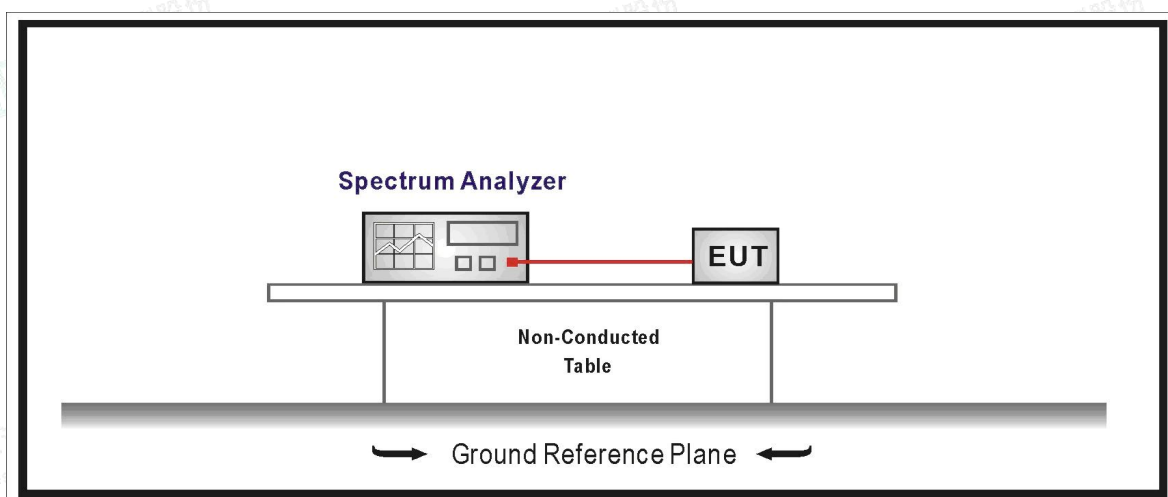 Spectrum Analyzer
EUT
Non-Conducted
Table
Ground Reference Plane